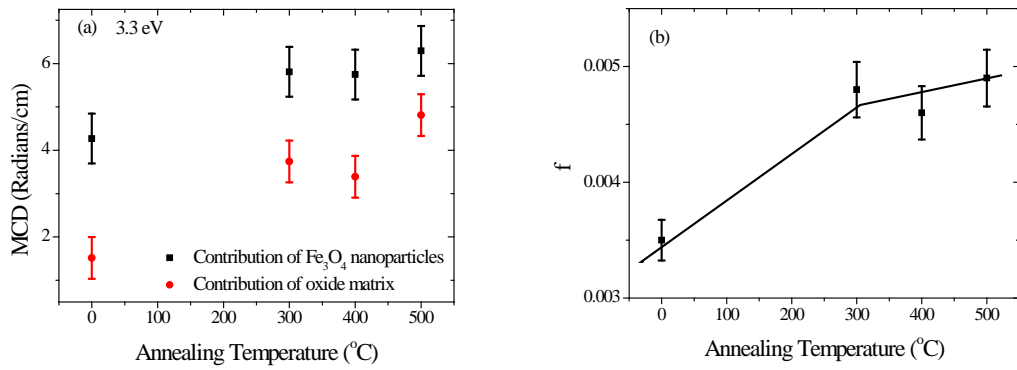 (a) 3.3 eV
MCD (Radians/cm)
6
4
2
Contribution of Fe₃O₄ nanoparticles
Contribution of oxide matrix
0 100 200 300 400 500
Annealing Temperature (°C)
(b)
f
0.005
0.004
0.003
0 100 200 300 400 500
Annealing Temperature (°C)